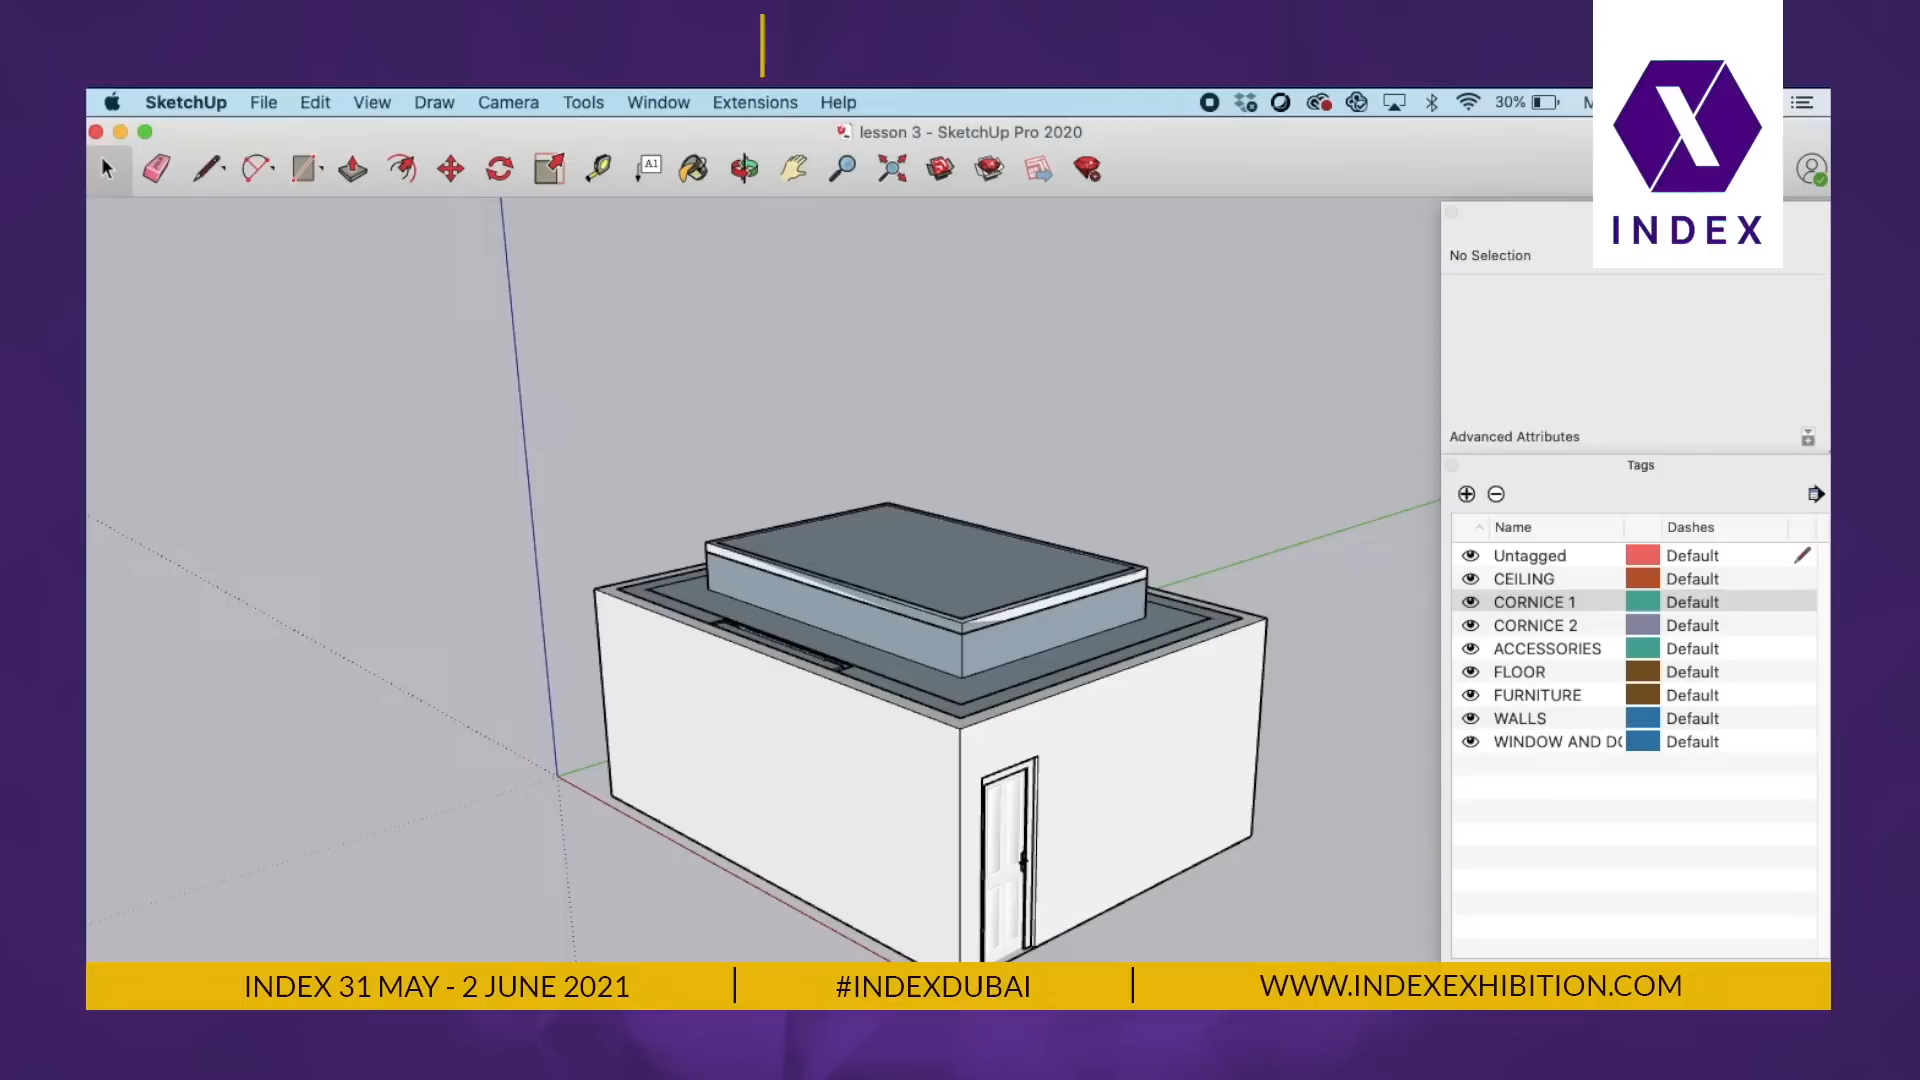 SketchUp File Edit View Draw Camera Tools Window Extensions Help 30%
lesson 3 - SketchUp Pro 2020
A1
INDEX
No Selection
Advanced Attributes
Tags
Name Dashes
Untagged Default
CEILING Default
CORNICE 1 Default
CORNICE 2 Default
ACCESSORIES Default
FLOOR Default
FURNITURE Default
WALLS Default
WINDOW AND Default
INDEX 31 MAY - 2 JUNE 2021 #INDEXDUBAI WWW.INDEXEXHIBITION.COM